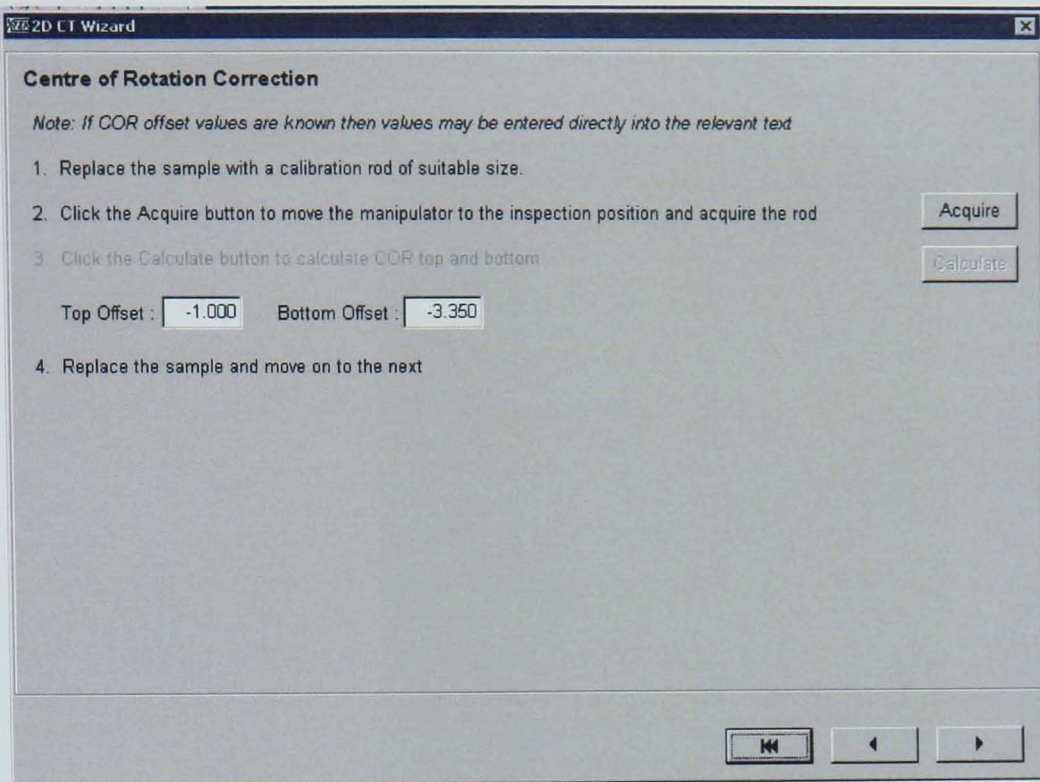 2D CT Wizard
Centre of Rotation Correction
Note: If COR offset values are known then values may be entered directly into the relevant text
1. Replace the sample with a calibration rod of suitable size.
2. Click the Acquire button to move the manipulator to the inspection position and acquire the rod
Acquire
3. Click the Calculate button to calculate COR top and bottom
Calculate
Top Offset : -1.000 Bottom Offset : -3.350
4. Replace the sample and move on to the next